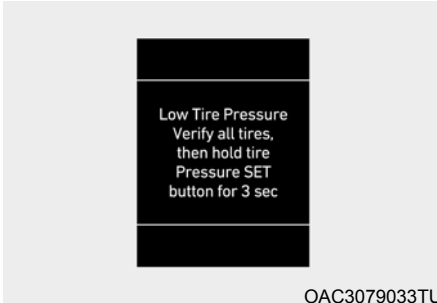 Low Tire Pressure
Verify all tires,
then hold tire
Pressure SET
button for 3 sec
OAC3079033TU